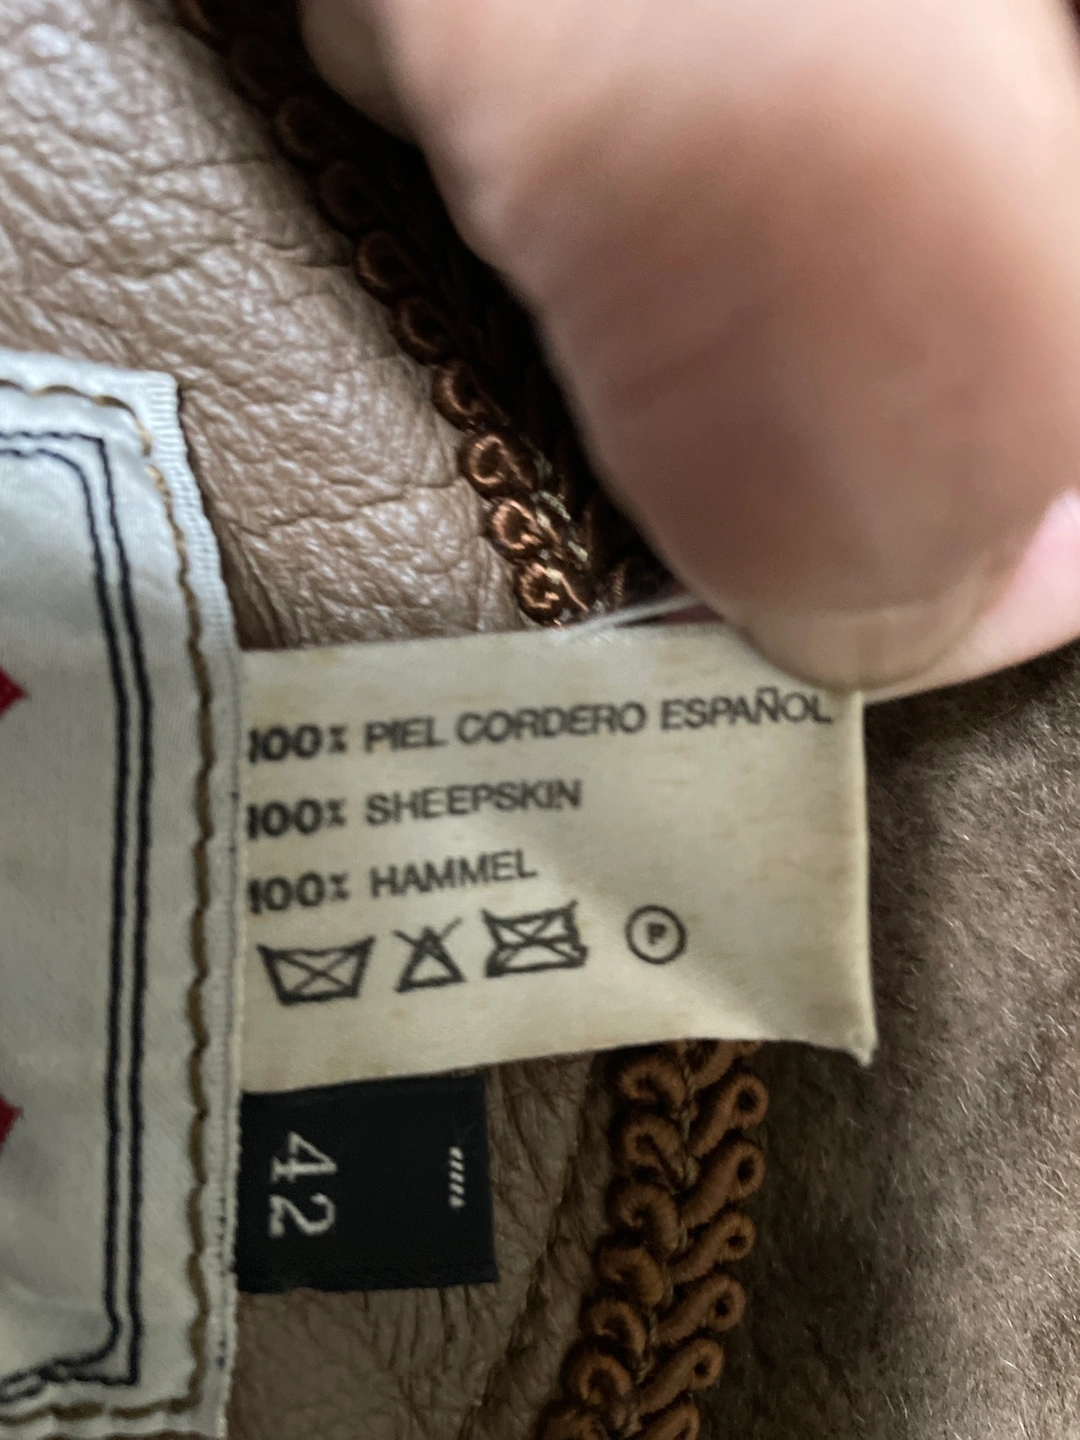 100% PIEL CORDERO ESPAÑOL
100% SHEEPSKIN
100% HAMMEL
P
42